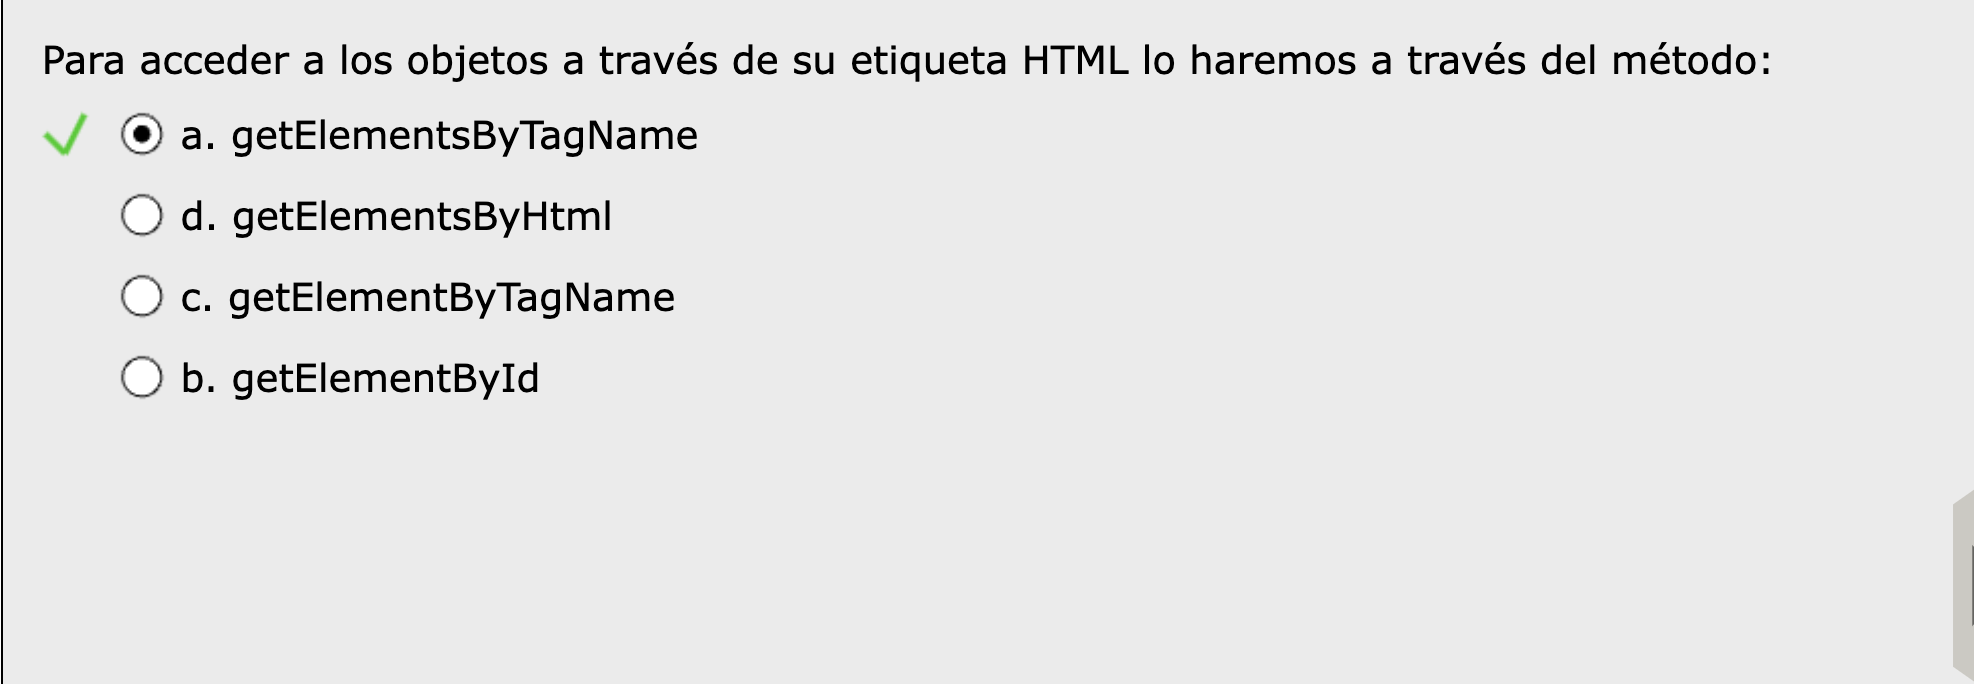 Para acceder a los objetos a través de su etiqueta HTML lo haremos a través del método:
a. getElementsByTagName
d. getElementsByHtml
c. getElementByTagName
b. getElementById